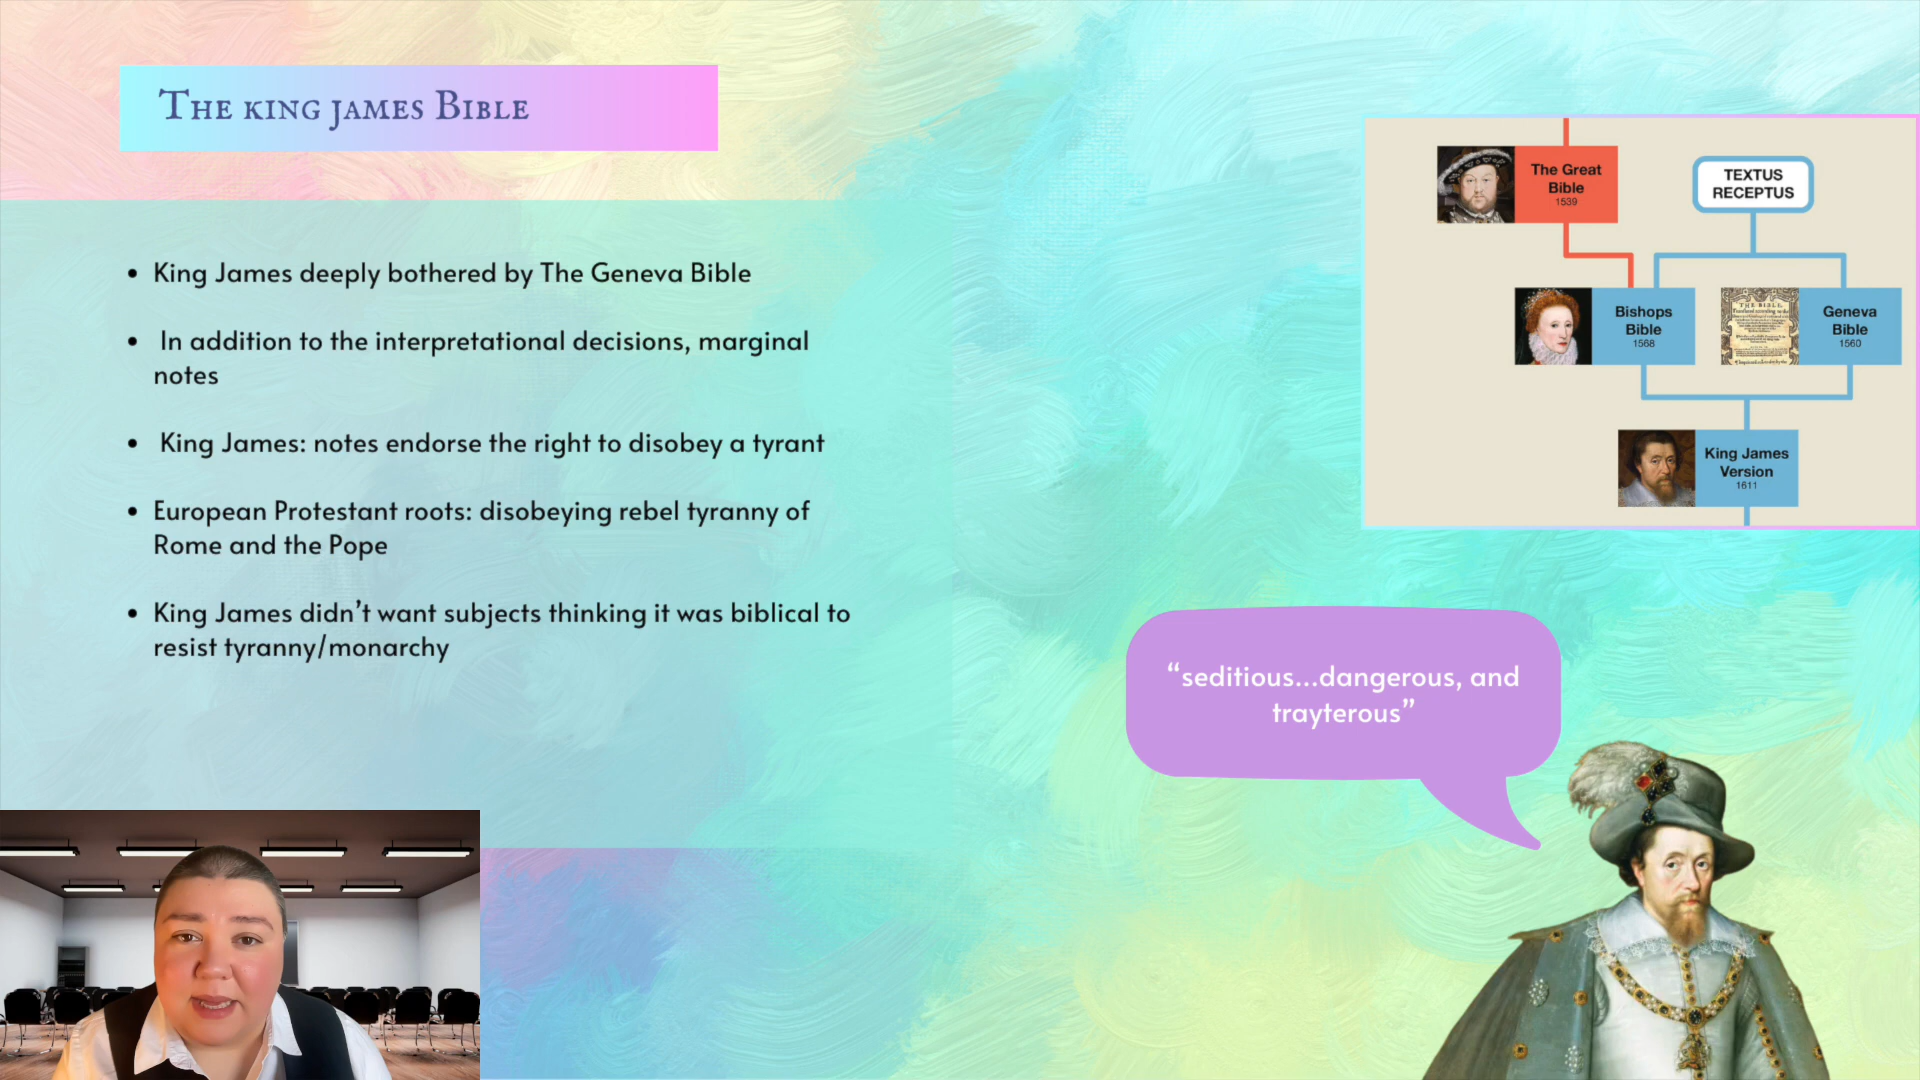 The king james Bible
• King James deeply bothered by The Geneva Bible
• In addition to the interpretational decisions, marginal
notes
• King James: notes endorse the right to disobey a tyrant
• European Protestant roots: disobeying rebel tyranny of
Rome and the Pope
• King James didn’t want subjects thinking it was biblical to
resist tyranny/monarchy
The Great
Bible
1539
TEXTUS
RECEPTUS
Bishops
Bible
1568
THE BIBLE,
Geneva
Bible
1560
King James
Version
1611
“seditious...dangerous, and
trayterous”